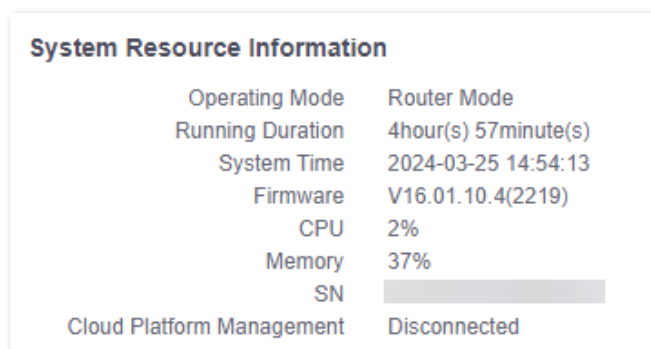 System Resource Information
Operating Mode Router Mode
Running Duration 4hour(s) 57minute(s)
System Time 2024-03-25 14:54:13
Firmware V16.01.10.4(2219)
CPU 2%
Memory 37%
SN
Cloud Platform Management Disconnected